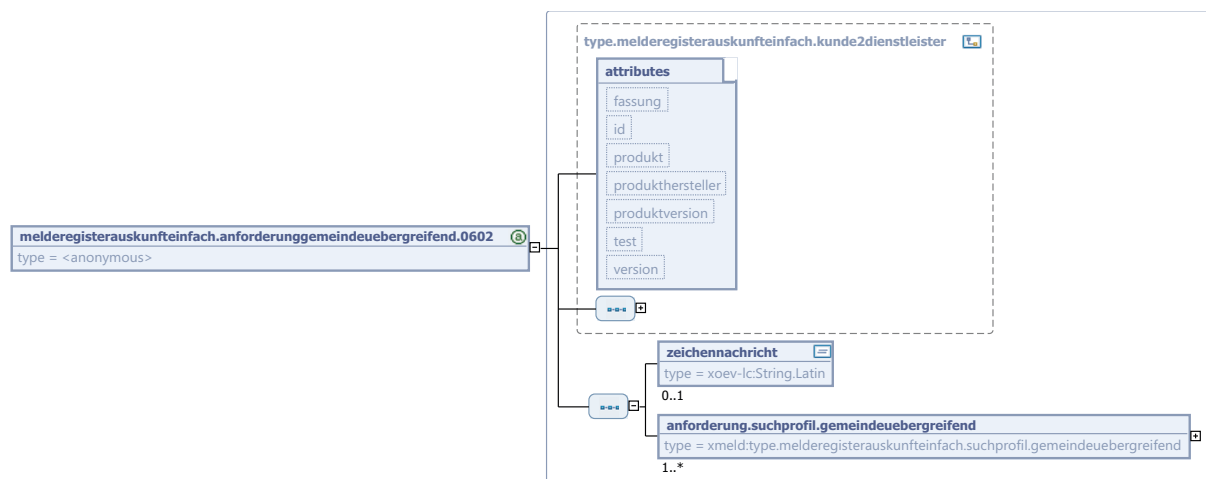 type.melderegisterauskunfteinfach.kunde2dienstleister
attributes
fassung
id
produkt
produkthersteller
produktversion
test
version
melderegisterauskunfteinfach.anforderunggemeindeuebergreifend.0602
type = <anonymous>
zeichennachricht
type = xoev-lc:String.Latin
0..1
anforderung.suchprofil.gemeindeuebergreifend
type = xmeld:type.melderegisterauskunfteinfach.suchprofil.gemeindeuebergreifend
1..*